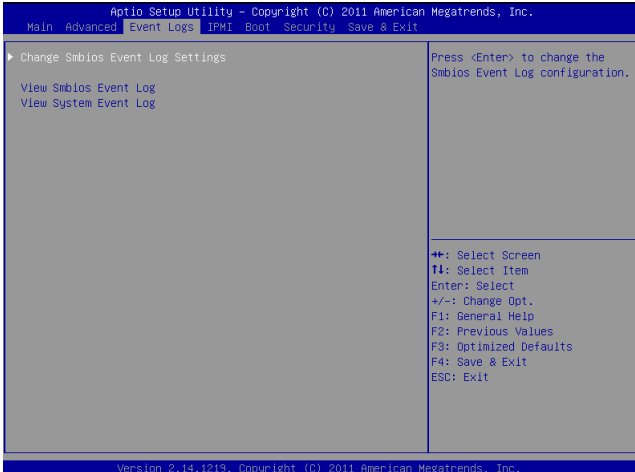 Aptio Setup Utility – Copyright (C) 2011 American Megatrends, Inc.
Main Advanced Event Logs IPMI Boot Security Save & Exit
▶ Change Smbios Event Log Settings
View Smbios Event Log
View System Event Log
Press <Enter> to change the
Smbios Event Log configuration.
→←: Select Screen
↑↓: Select Item
Enter: Select
+/-: Change Opt.
F1: General Help
F2: Previous Values
F3: Optimized Defaults
F4: Save & Exit
ESC: Exit
Version 2.14.1219. Copyright (C) 2011 American Megatrends, Inc.